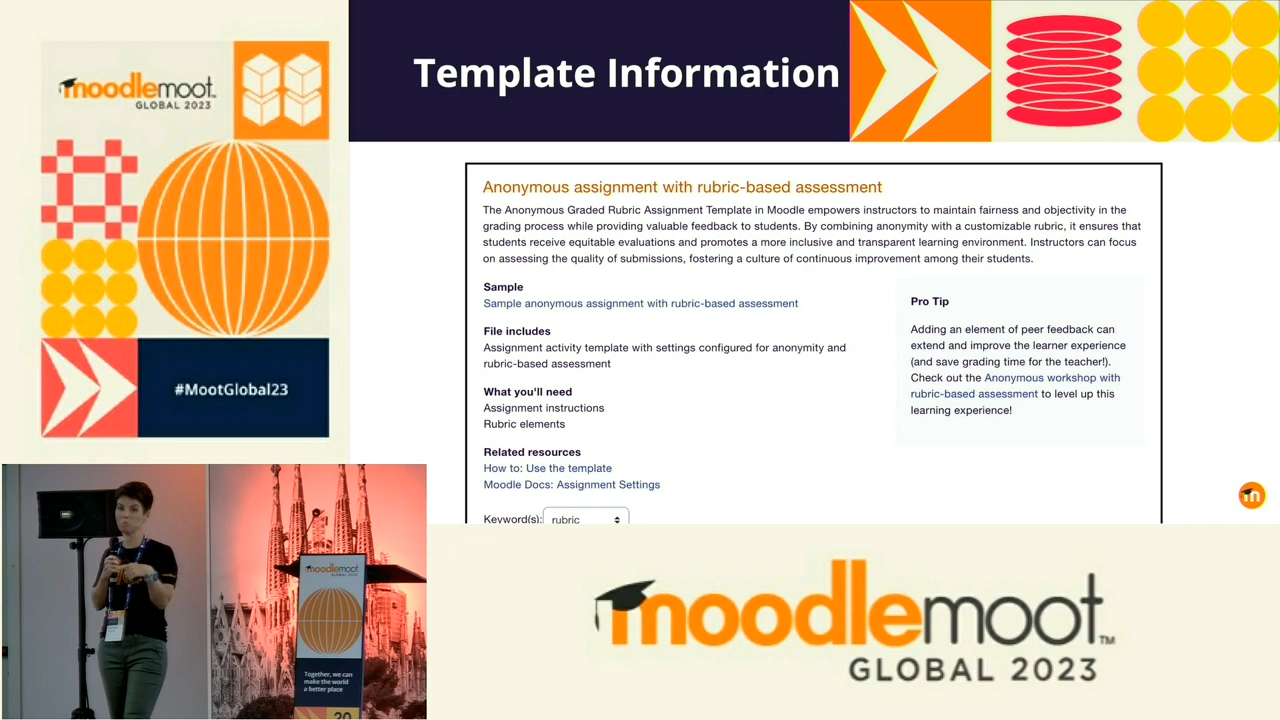 moodlemoot
GLOBAL 2023
#MootGlobal23
Template Information
Anonymous assignment with rubric-based assessment
The Anonymous Graded Rubric Assignment Template in Moodle empowers instructors to maintain fairness and objectivity in the
grading process while providing valuable feedback to students. By combining anonymity with a customizable rubric, it ensures that
students receive equitable evaluations and promotes a more inclusive and transparent learning environment. Instructors can focus
on assessing the quality of submissions, fostering a culture of continuous improvement among their students.
Sample
Sample anonymous assignment with rubric-based assessment
File includes
Assignment activity template with settings configured for anonymity and
rubric-based assessment
What you'll need
Assignment instructions
Rubric elements
Related resources
How to: Use the template
Moodle Docs: Assignment Settings
Keyword(s): rubric
Pro Tip
Adding an element of peer feedback can
extend and improve the learner experience
(and save grading time for the teacher!).
Check out the Anonymous workshop with
rubric-based assessment to level up this
learning experience!
m
moodlemoot
GLOBAL 2023
Together, we can
make the world
a better place
20
moodlemoot™
GLOBAL 2023